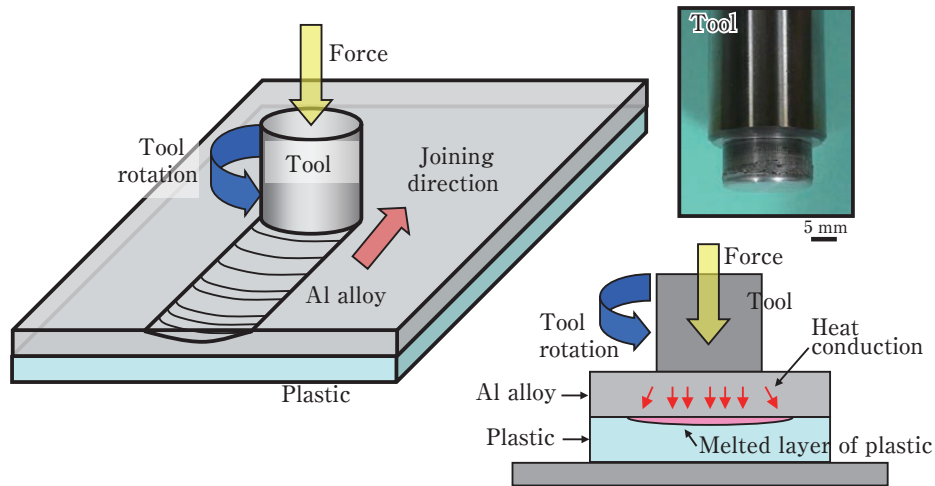 Force
Tool
rotation
Tool
Joining
direction
Al alloy
Plastic
Tool
5 mm
Force
Tool
Tool
rotation
Heat
conduction
Al alloy
Plastic
Melted layer of plastic